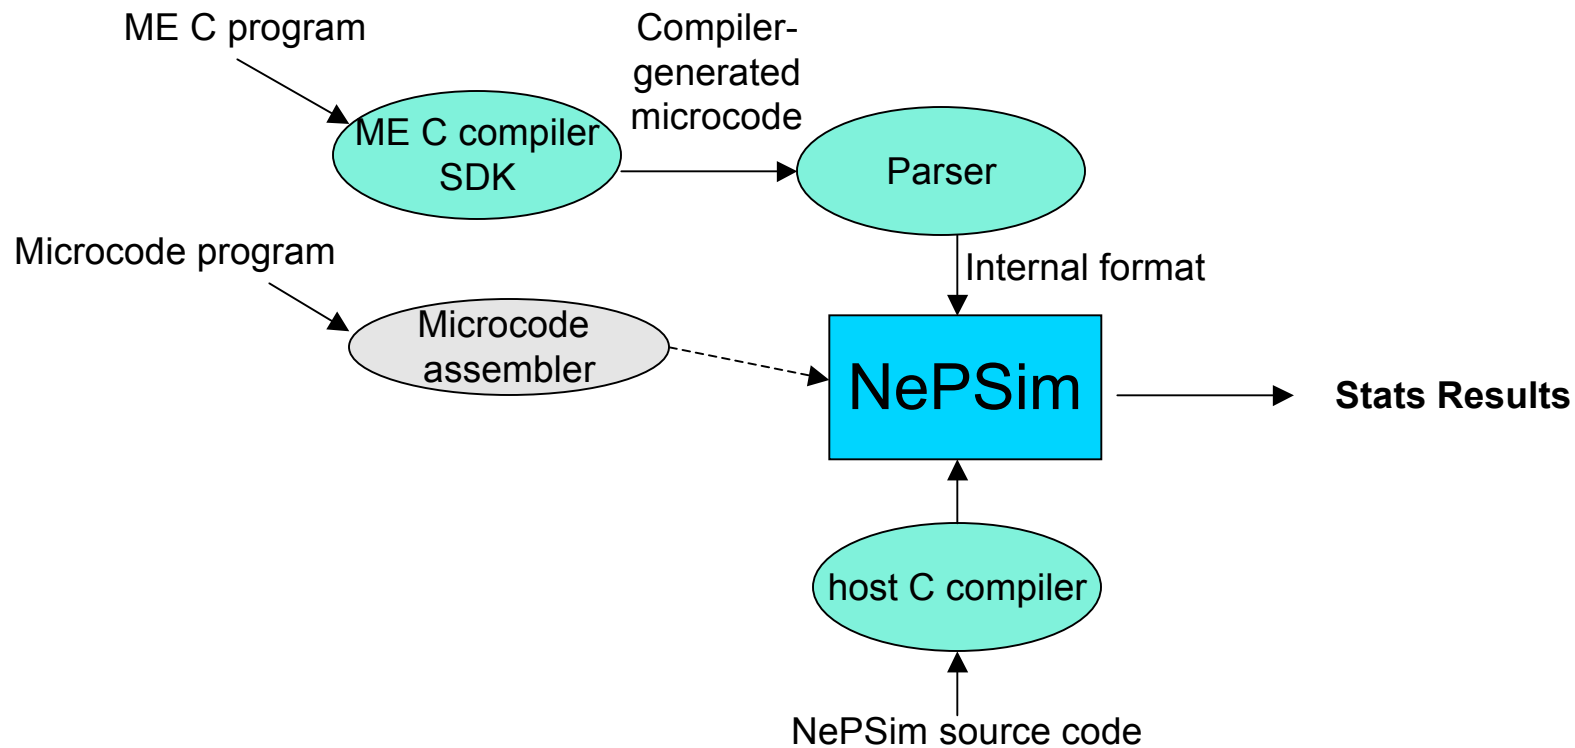 ME C program
Compiler-
generated
microcode
ME C compiler
SDK
Parser
Microcode program
Internal format
Microcode
assembler
NePSim
Stats Results
host C compiler
NePSim source code